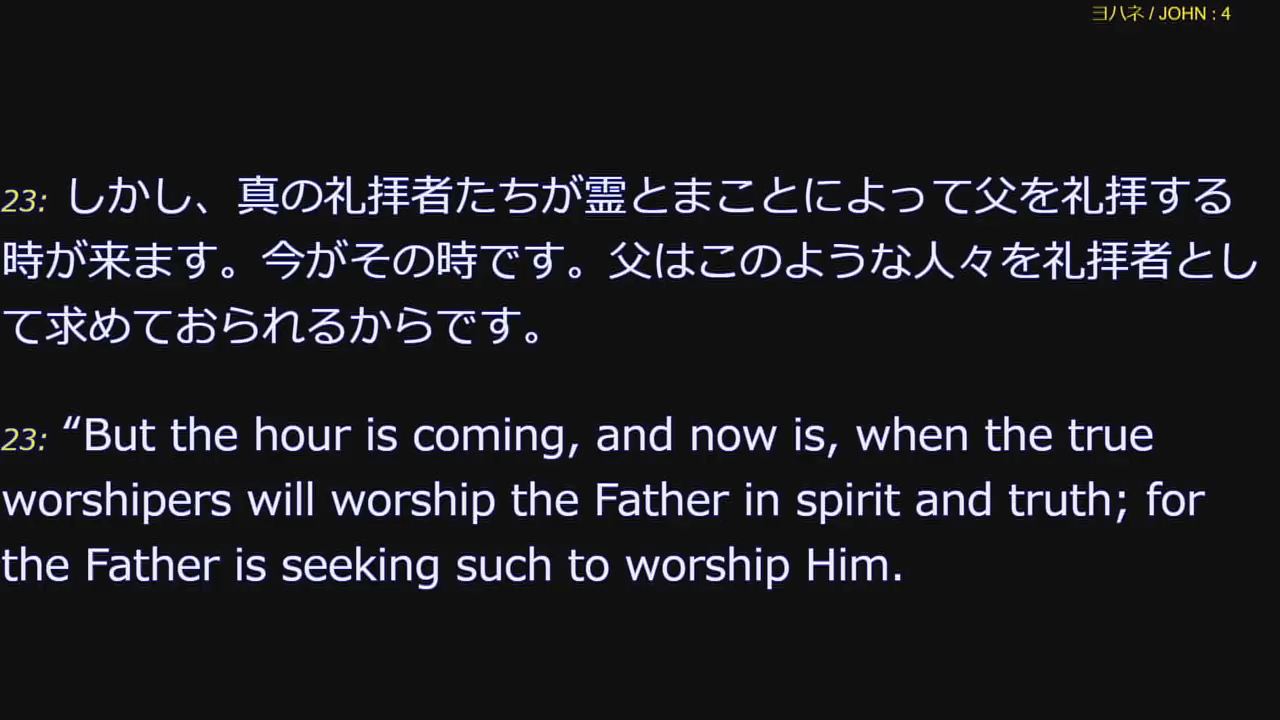 ヨハネ / JOHN : 4
23: しかし、真の礼拝者たちが霊とまことによって父を礼拝する
時が来ます。今がその時です。父はこのような人々を礼拝者とし
て求めておられるからです。
23: “But the hour is coming, and now is, when the true
worshipers will worship the Father in spirit and truth; for
the Father is seeking such to worship Him.